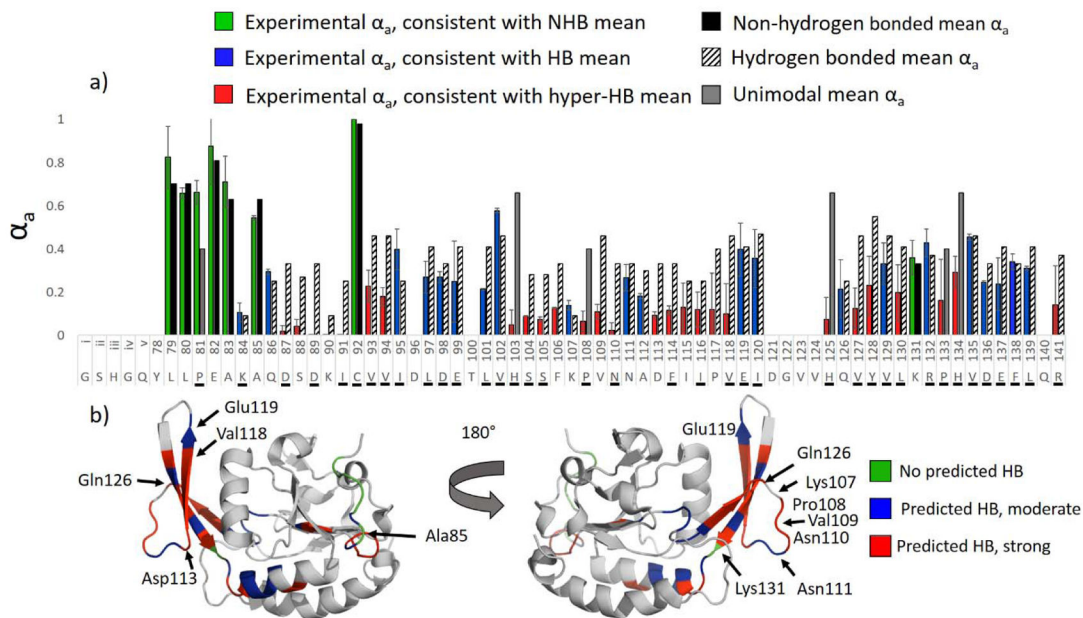 Experimental αa, consistent with NHB mean
Experimental αa, consistent with HB mean
Experimental αa, consistent with hyper-HB mean
Non-hydrogen bonded mean αa
Hydrogen bonded mean αa
Unimodal mean αa
a)
αa
1
0.8
0.6
0.4
0.2
0
i ii iii iv v 78 79 80 81 82 83 84 85 86 87 88 89 90 91 92 93 94 95 96 97 98 99 100 101 102 103 104 105 106 107 108 109 110 111 112 113 114 115 116 117 118 119 120 121 122 123 124 125 126 127 128 129 130 131 132 133 134 135 136 137 138 139 140 141
G S H G Q Y L L P E A K A Q D S D K I C V V I D L D E T L V H S S F K P V N N A D F I I P V E I D G V V H Q V Y V L K R P H V D E F L Q R
b)
Glu119
Val118
Gln126
Asp113
Ala85
180°
Glu119
Gln126
Lys107
Pro108
Val109
Asn110
Lys131
Asn111
No predicted HB
Predicted HB, moderate
Predicted HB, strong